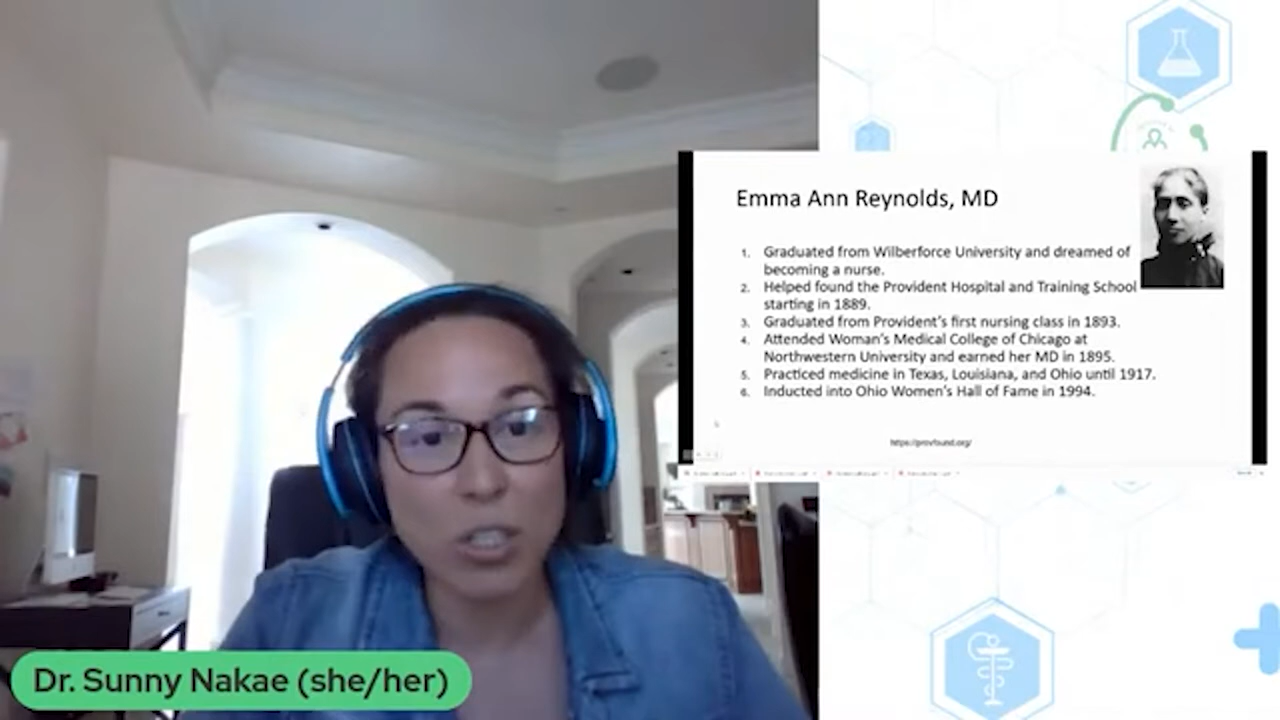 Emma Ann Reynolds, MD
1. Graduated from Wilberforce University and dreamed of
becoming a nurse.
2. Helped found the Provident Hospital and Training School
starting in 1889.
3. Graduated from Provident's first nursing class in 1893.
4. Attended Woman's Medical College of Chicago at
Northwestern University and earned her MD in 1895.
5. Practiced medicine in Texas, Louisiana, and Ohio until 1917.
6. Inducted into Ohio Women's Hall of Fame in 1994.
https://provfound.org/
Dr. Sunny Nakae (she/her)